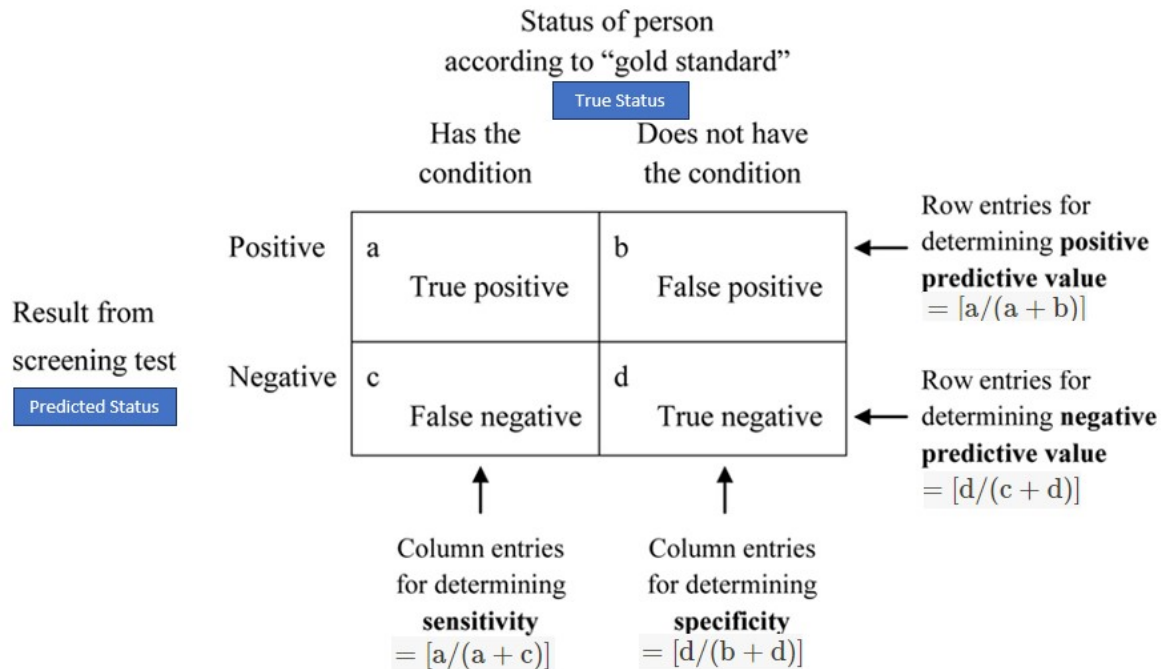 Status of person
according to “gold standard”
True Status
Has the
condition
Does not have
the condition
Positive
a
True positive
b
False positive
Row entries for
determining positive
predictive value
= [a/(a + b)]
Result from
screening test
Predicted Status
Negative
c
False negative
d
True negative
Row entries for
determining negative
predictive value
= [d/(c + d)]
Column entries
for determining
sensitivity
= [a/(a + c)]
Column entries
for determining
specificity
= [d/(b + d)]